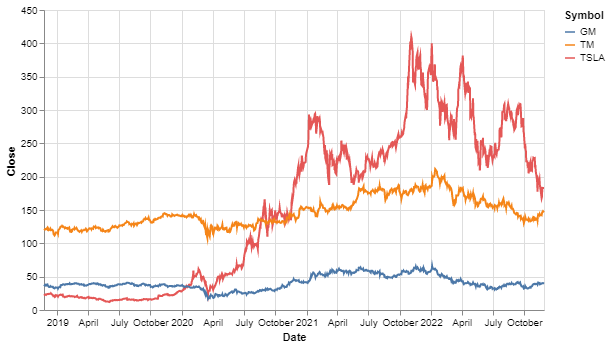 450
400
350
300
250
200
150
100
50
0
Close
2019 April July October 2020 April July October 2021 April July October 2022 April July October
Date
Symbol
GM
TM
TSLA